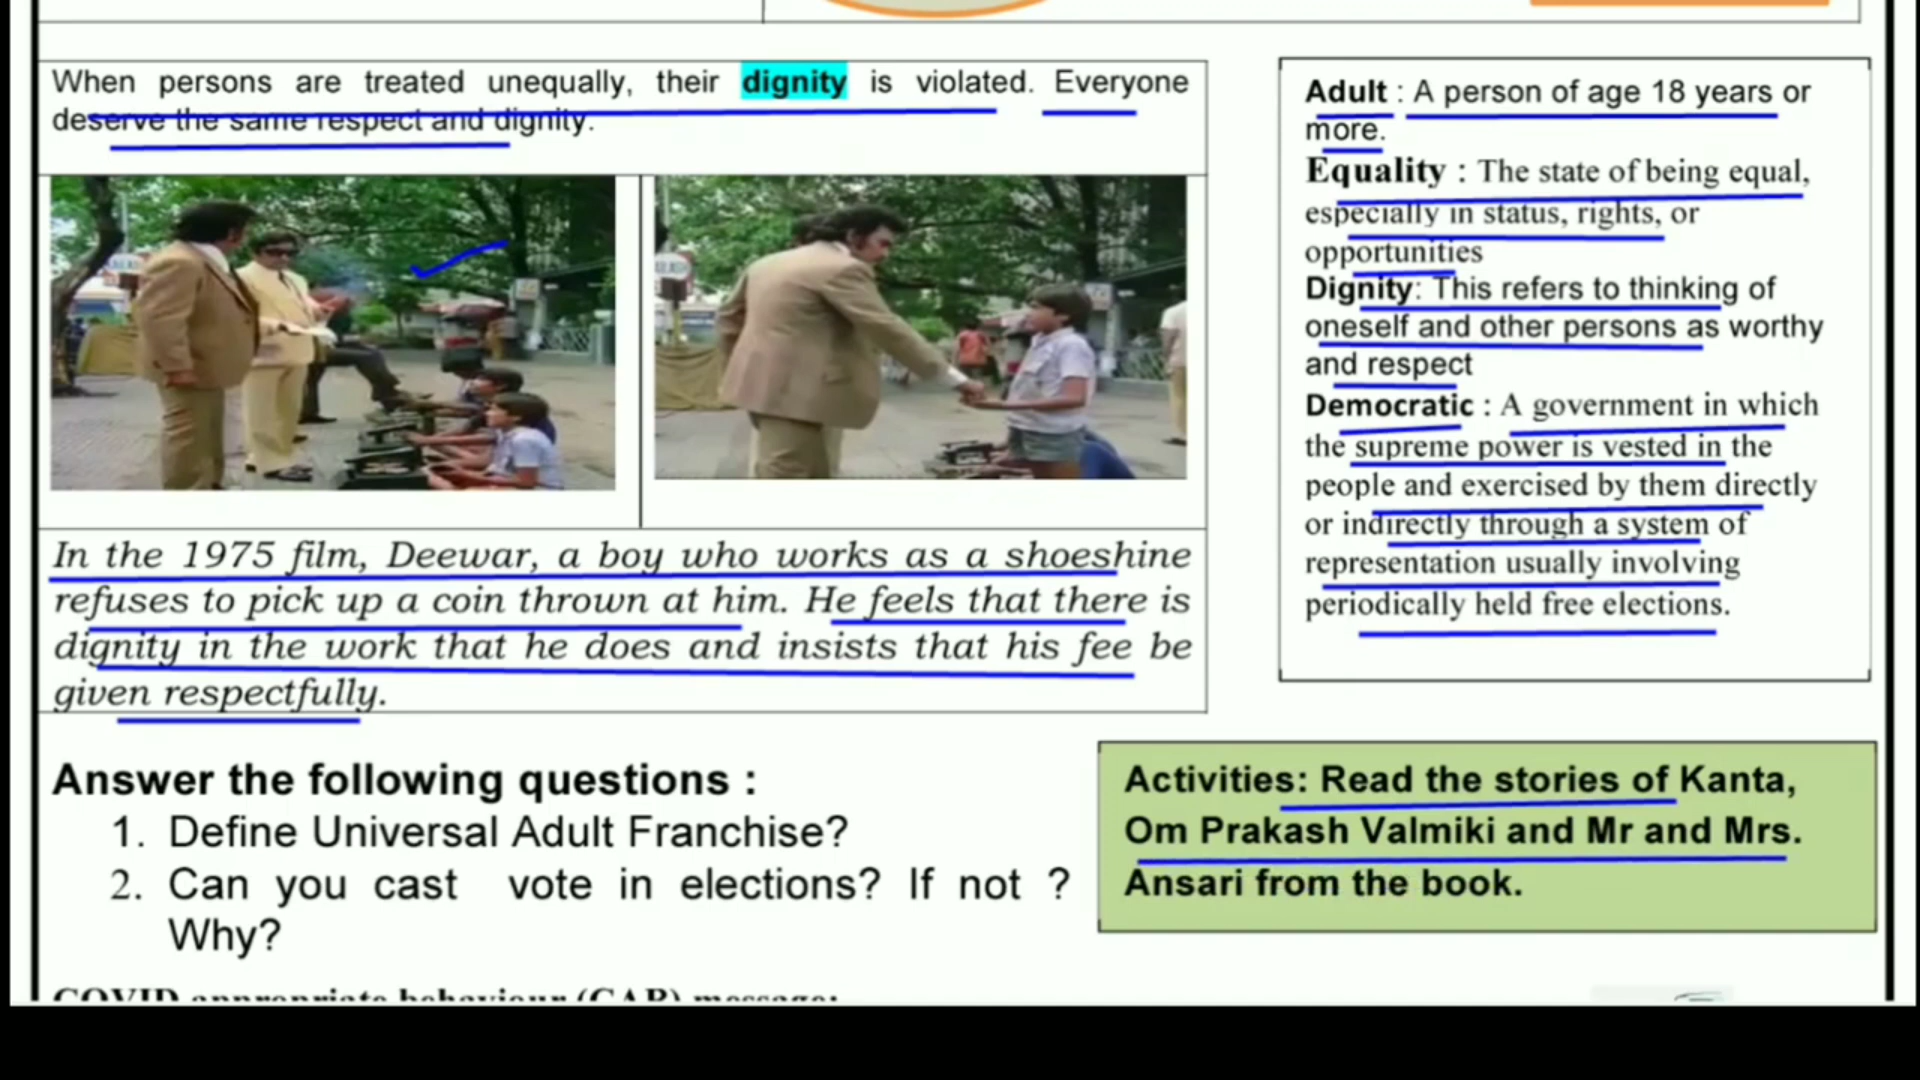 When persons are treated unequally, their dignity is violated. Everyone
deserve the same respect and dignity.
In the 1975 film, Deewar, a boy who works as a shoeshine
refuses to pick up a coin thrown at him. He feels that there is
dignity in the work that he does and insists that his fee be
given respectfully.
Adult : A person of age 18 years or
more.
Equality : The state of being equal,
especially in status, rights, or
opportunities
Dignity: This refers to thinking of
oneself and other persons as worthy
and respect
Democratic : A government in which
the supreme power is vested in the
people and exercised by them directly
or indirectly through a system of
representation usually involving
periodically held free elections.
Answer the following questions :
1. Define Universal Adult Franchise?
2. Can you cast vote in elections? If not ?
Why?
Activities: Read the stories of Kanta,
Om Prakash Valmiki and Mr and Mrs.
Ansari from the book.
COVID appropriate behaviour (CAB) message: